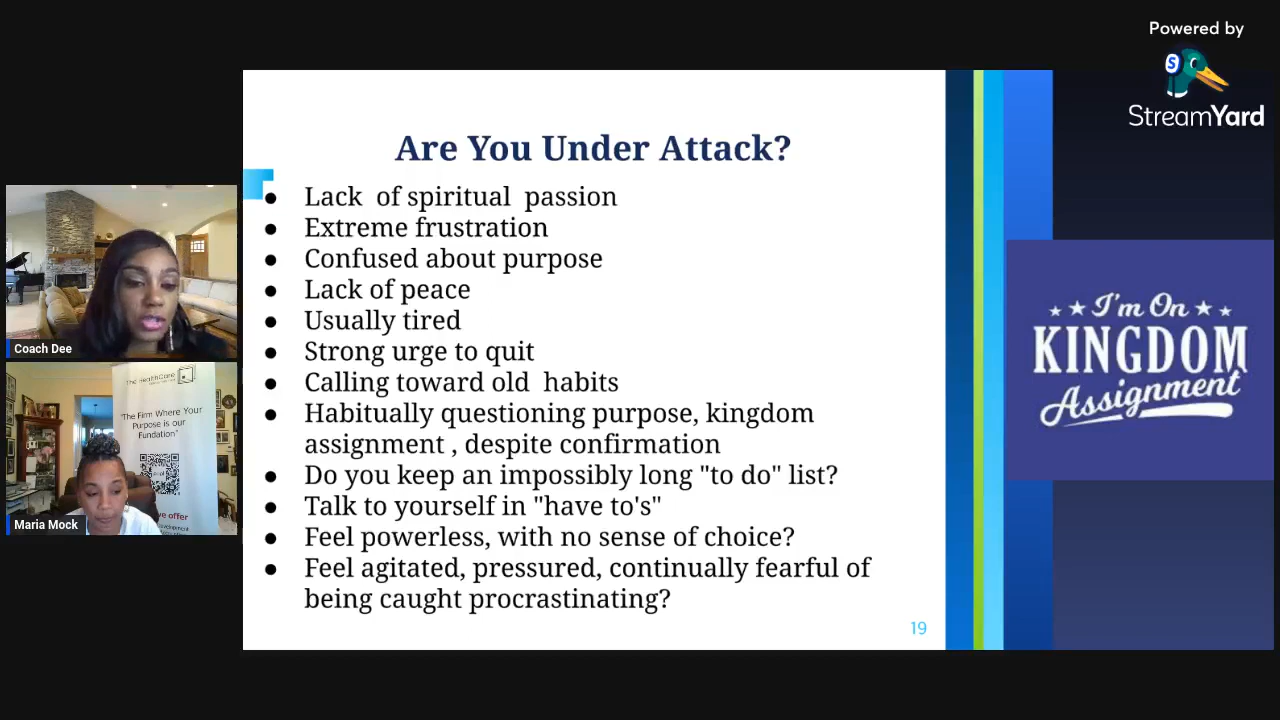 Powered by
S
StreamYard
Are You Under Attack?
● Lack of spiritual passion
● Extreme frustration
● Confused about purpose
● Lack of peace
● Usually tired
● Strong urge to quit
● Calling toward old habits
● Habitually questioning purpose, kingdom
assignment , despite confirmation
● Do you keep an impossibly long "to do" list?
● Talk to yourself in "have to's"
● Feel powerless, with no sense of choice?
● Feel agitated, pressured, continually fearful of
being caught procrastinating?
19
Coach Dee
The HealthCare
"The Firm Where Your
Purpose is our
Foundation"
offer
Maria Mock
I'm On
KINGDOM
Assignment